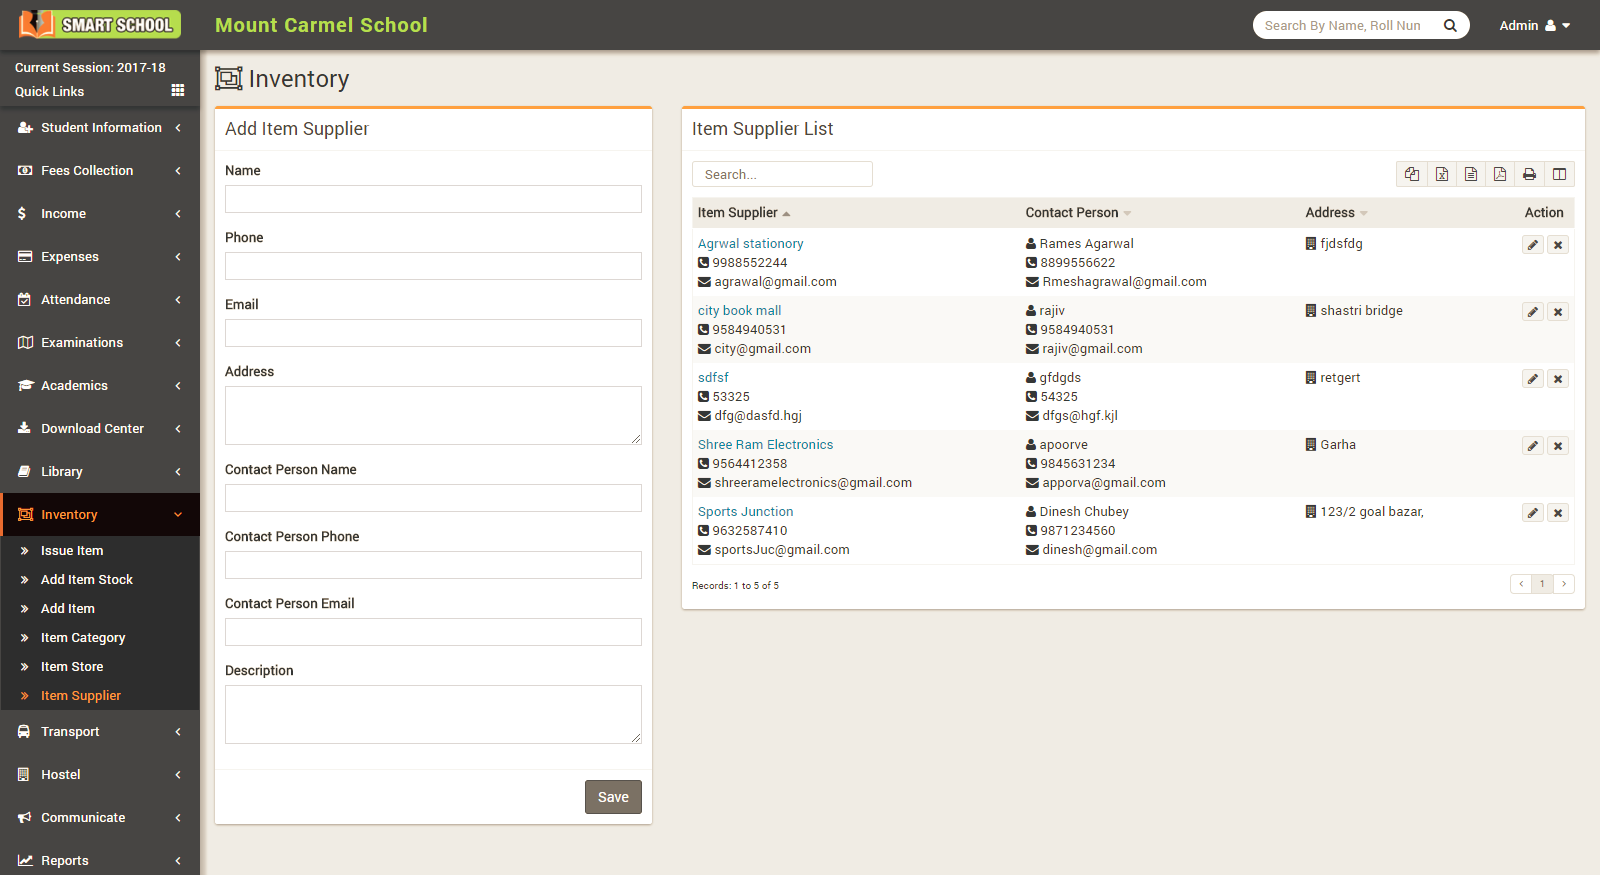 SMART SCHOOL
Mount Carmel School
Search By Name, Roll Nun
Admin
Current Session: 2017-18
Quick Links
Student Information
Fees Collection
Income
Expenses
Attendance
Examinations
Academics
Download Center
Library
Inventory
Issue Item
Add Item Stock
Add Item
Item Category
Item Store
Item Supplier
Transport
Hostel
Communicate
Reports
Inventory
Add Item Supplier
Name
Phone
Email
Address
Contact Person Name
Contact Person Phone
Contact Person Email
Description
Save
Item Supplier List
Search...
Item Supplier Contact Person Address Action
Agrwal stationory Rames Agarwal fjdsfdg
9988552244 8899556622
agrawal@gmail.com Rmeshagrawal@gmail.com
city book mall rajiv shastri bridge
9584940531 9584940531
city@gmail.com rajiv@gmail.com
sdfsf gfdgds retgert
53325 54325
dfg@dasfd.hgj dfgs@hgf.kjl
Shree Ram Electronics apoorve Garha
9564412358 9845631234
shreeramelectronics@gmail.com apporva@gmail.com
Sports Junction Dinesh Chubey 123/2 goal bazar,
9632587410 9871234560
sportsJuc@gmail.com dinesh@gmail.com
Records: 1 to 5 of 5
1